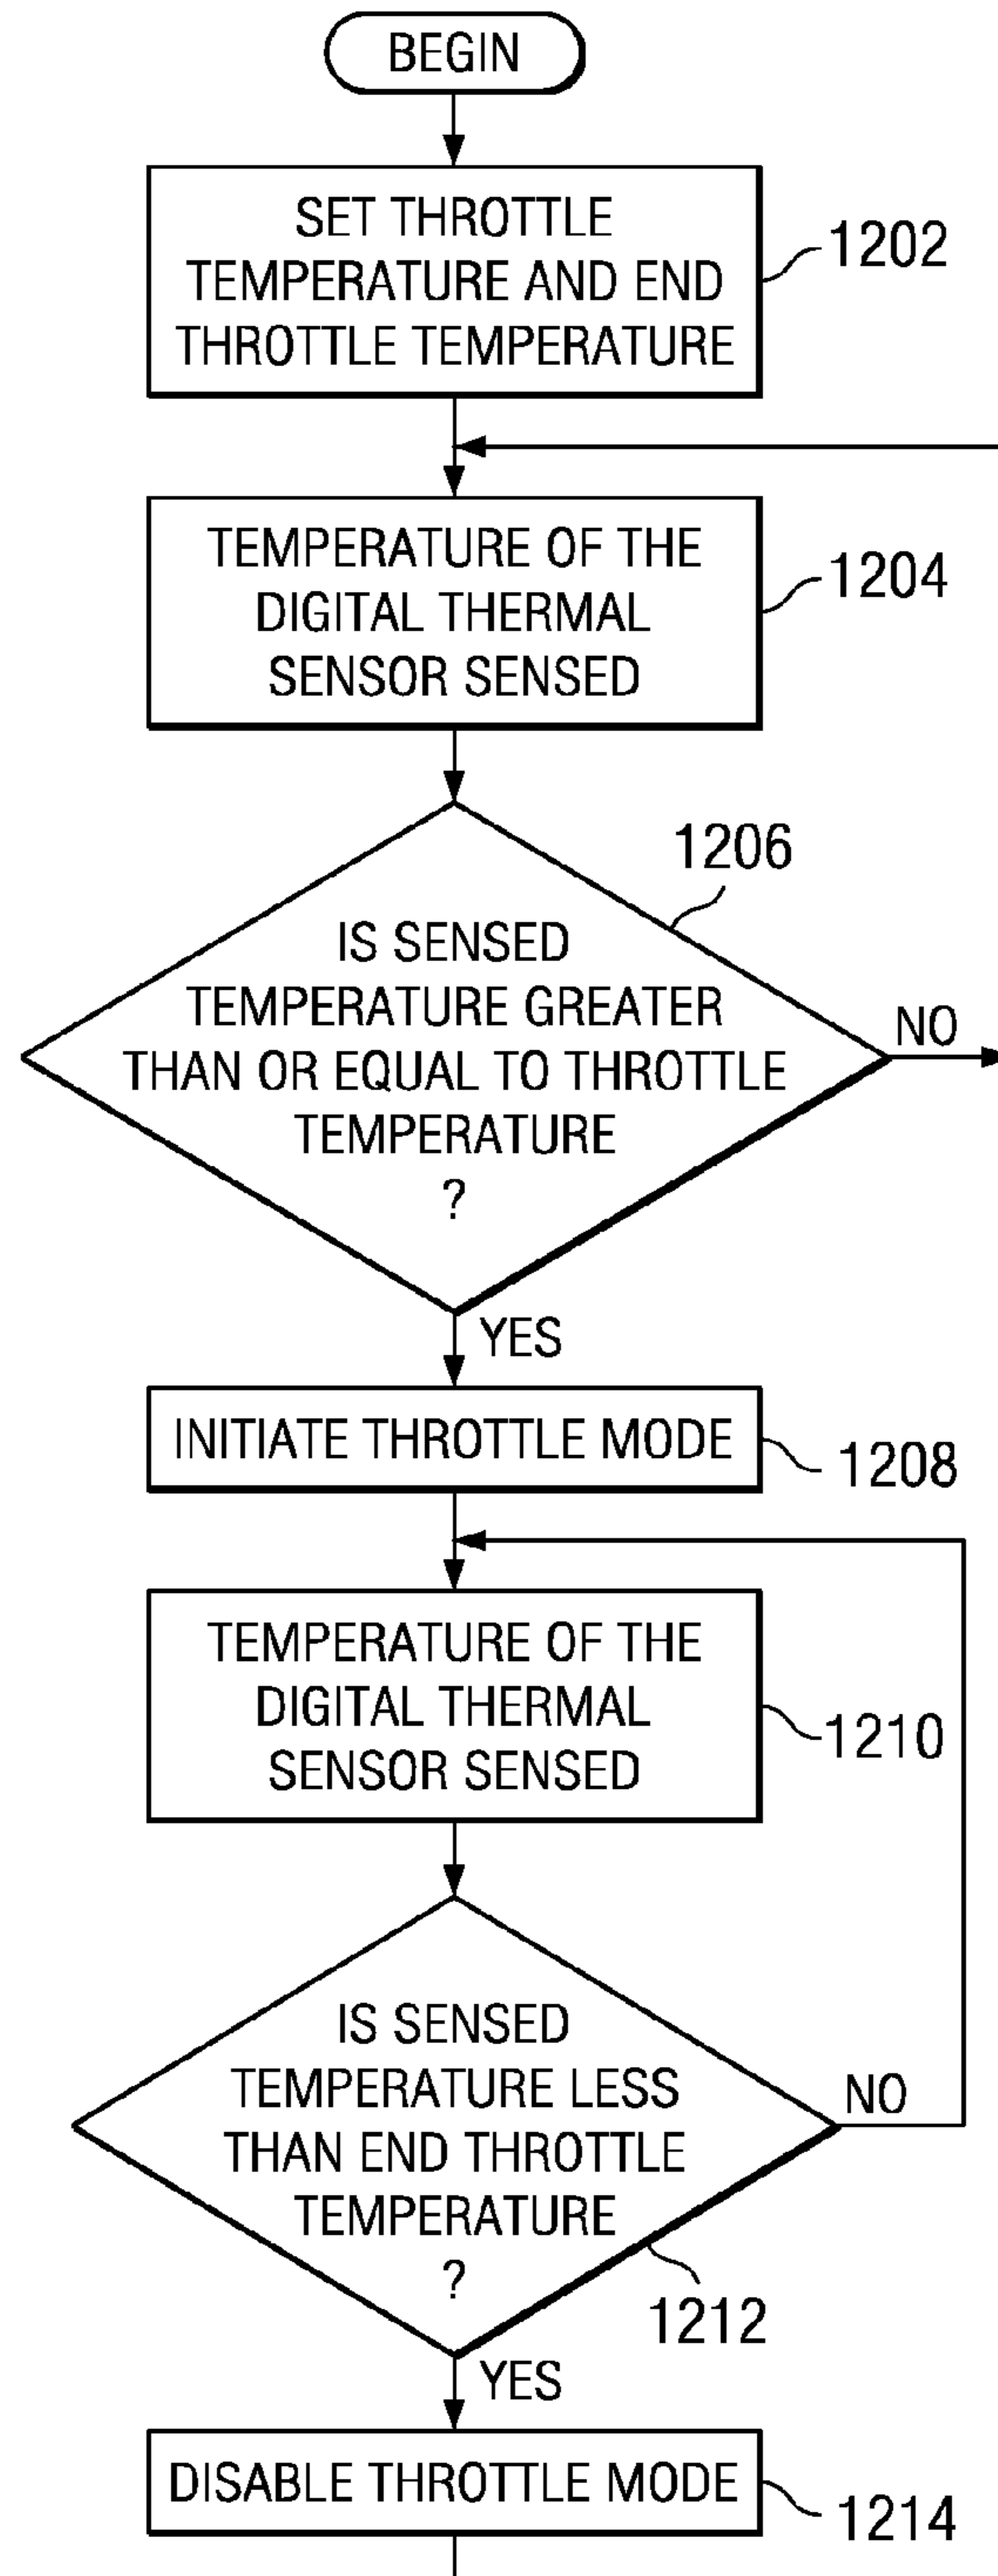 BEGIN
SET THROTTLE
TEMPERATURE AND END
THROTTLE TEMPERATURE
1202
TEMPERATURE OF THE
DIGITAL THERMAL
SENSOR SENSED
1204
1206
IS SENSED
TEMPERATURE GREATER
THAN OR EQUAL TO THROTTLE
TEMPERATURE
?
NO
YES
INITIATE THROTTLE MODE
1208
TEMPERATURE OF THE
DIGITAL THERMAL
SENSOR SENSED
1210
IS SENSED
TEMPERATURE LESS
THAN END THROTTLE
TEMPERATURE
?
NO
1212
YES
DISABLE THROTTLE MODE
1214